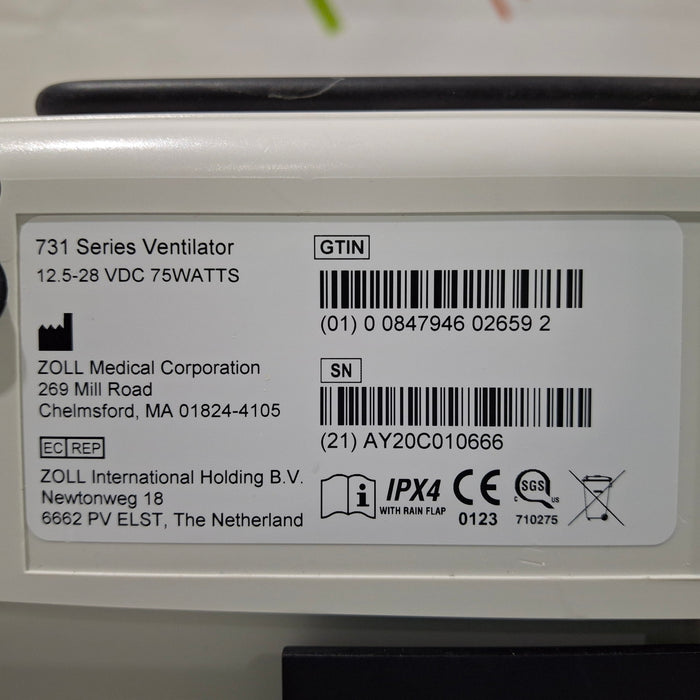 731 Series Ventilator
12.5-28 VDC 75WATTS
ZOLL Medical Corporation
269 Mill Road
Chelmsford, MA 01824-4105
EC REP
ZOLL International Holding B.V.
Newtonweg 18
6662 PV ELST, The Netherland
GTIN
(01) 0 0847946 02659 2
SN
(21) AY20C010666
i
IPX4
WITH RAIN FLAP
CE
0123
SGS
C US
710275